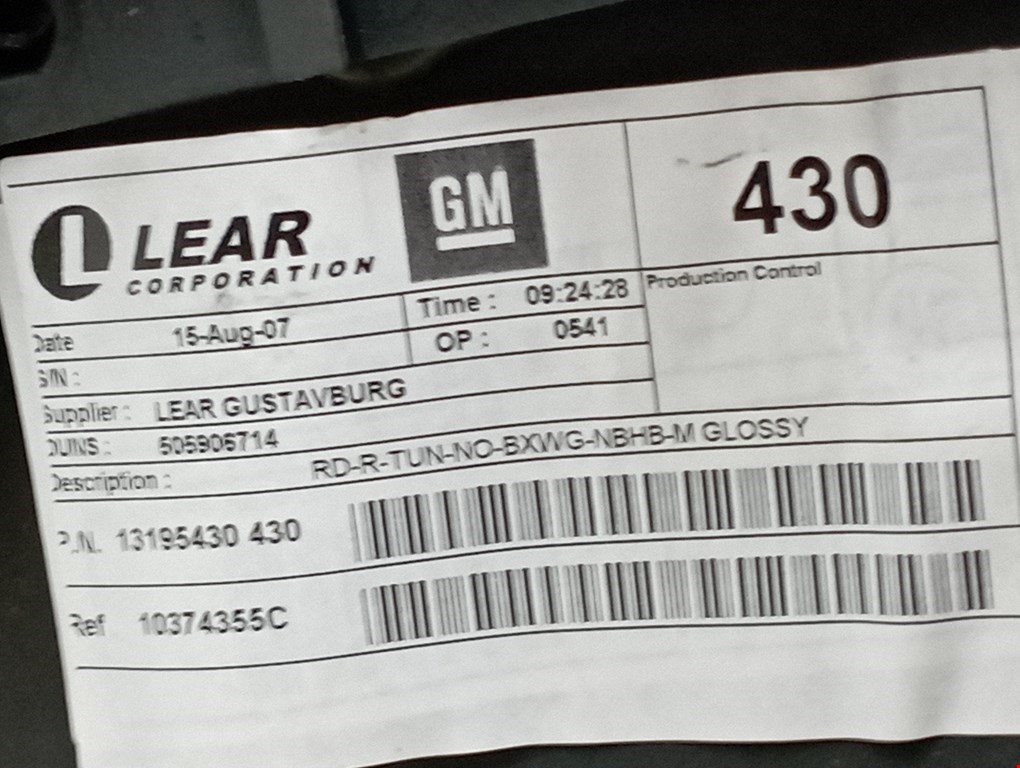 LEAR
CORPORATION
GM
430
Date 15-Aug-07
Time : 09:24:28
OP : 0541
Production Control
S/N :
Supplier : LEAR GUSTAVBURG
DUNS : 505906714
Description : RD-R-TUN-NO-BXWG-NBHB-M GLOSSY
P.N. 13195430 430
Ref 10374355C